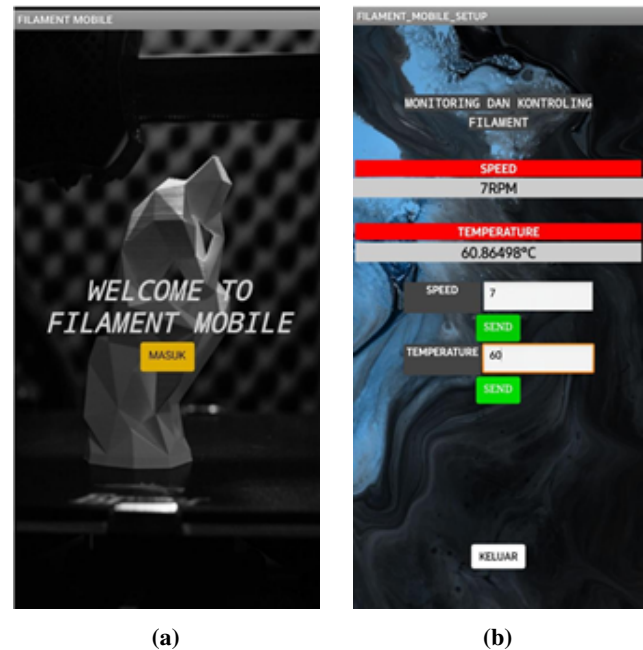 FILAMENT MOBILE
WELCOME TO
FILAMENT MOBILE
MASUK
(a)
FILAMENT_MOBILE_SETUP
MONITORING DAN KONTROLING
FILAMENT
SPEED
7RPM
TEMPERATURE
60.86498°C
SPEED 7
SEND
TEMPERATURE 60
SEND
KELUAR
(b)